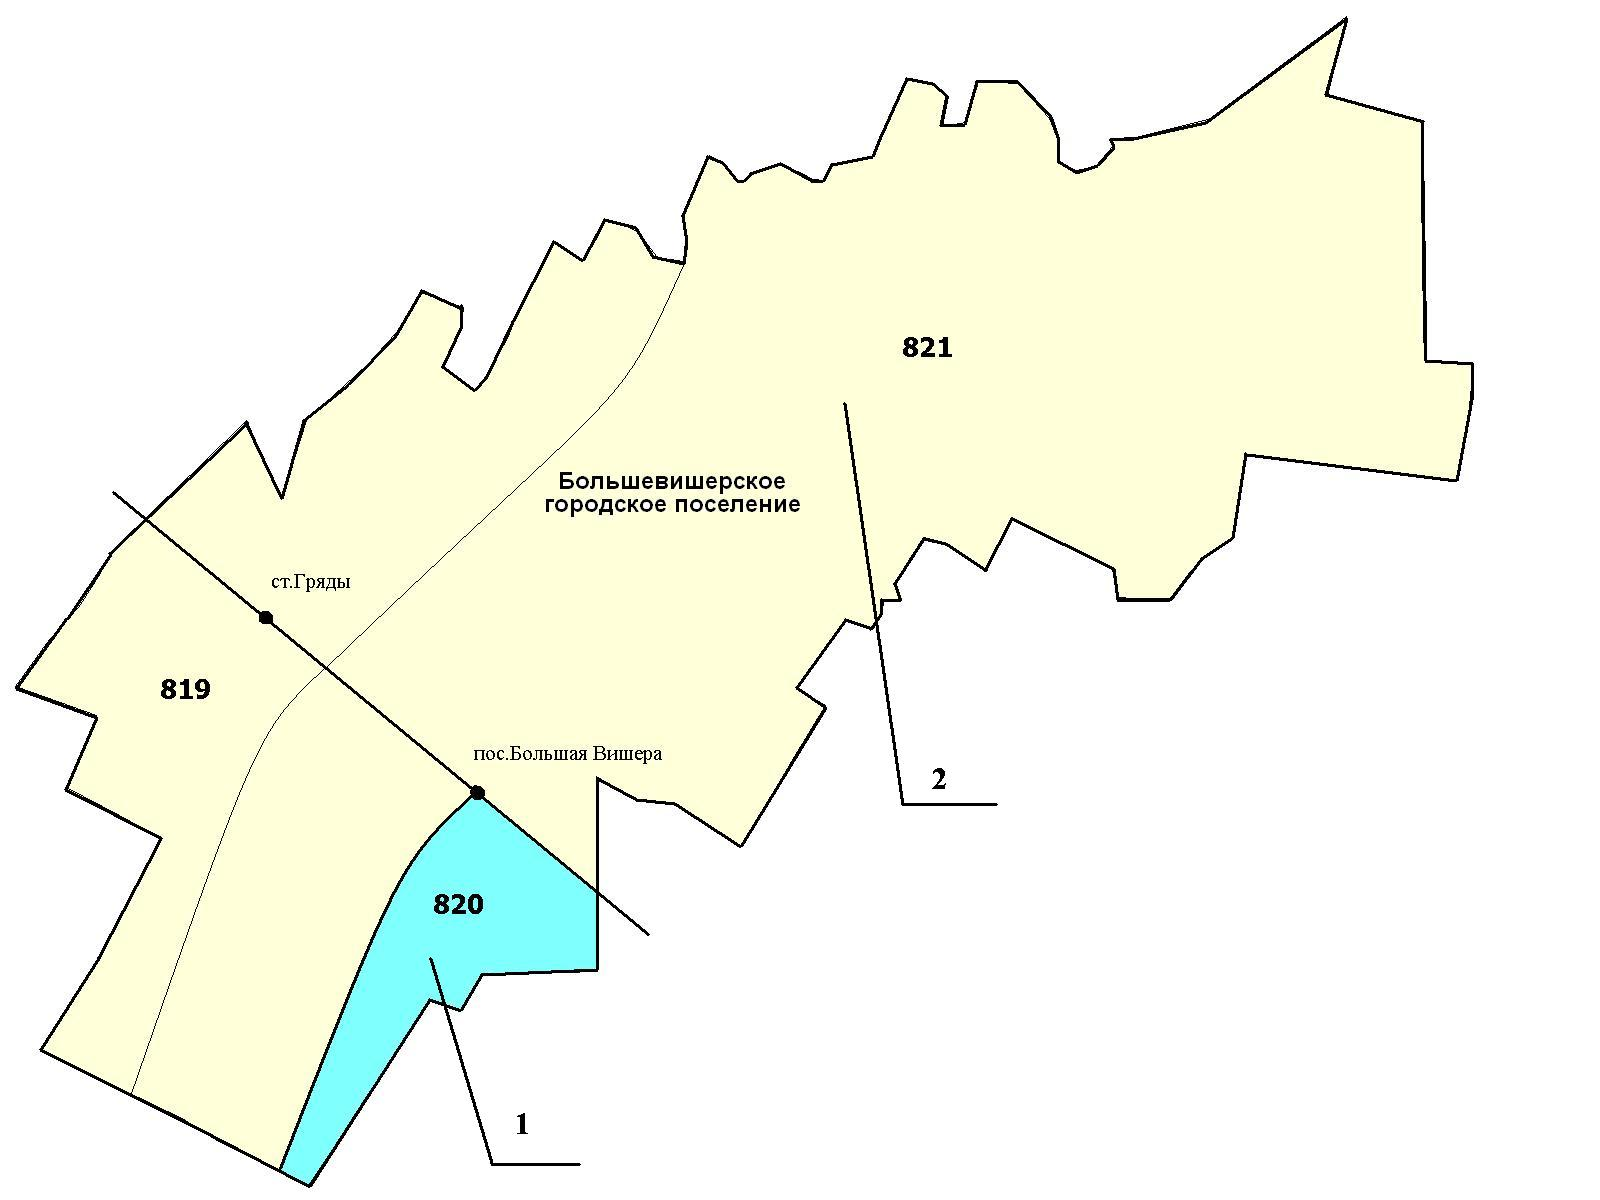 821
Большевишерское
городское поселение
ст.Гряды
819
пос.Большая Вишера
2
820
1